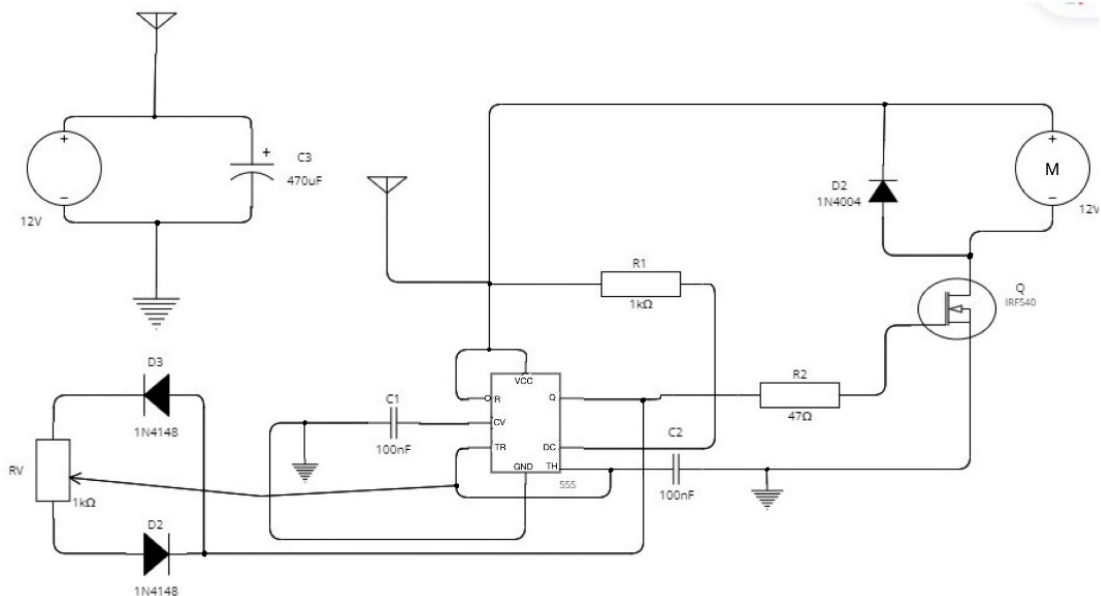 +
C3
470uF
+
−
12V
+
M
−
12V
D2
1N4004
R1
1kΩ
Q
IRF540
D3
1N4148
VCC
R
Q
CV
TR
DC
GND
TH
555
C1
100nF
R2
47Ω
C2
100nF
RV
1kΩ
D2
1N4148